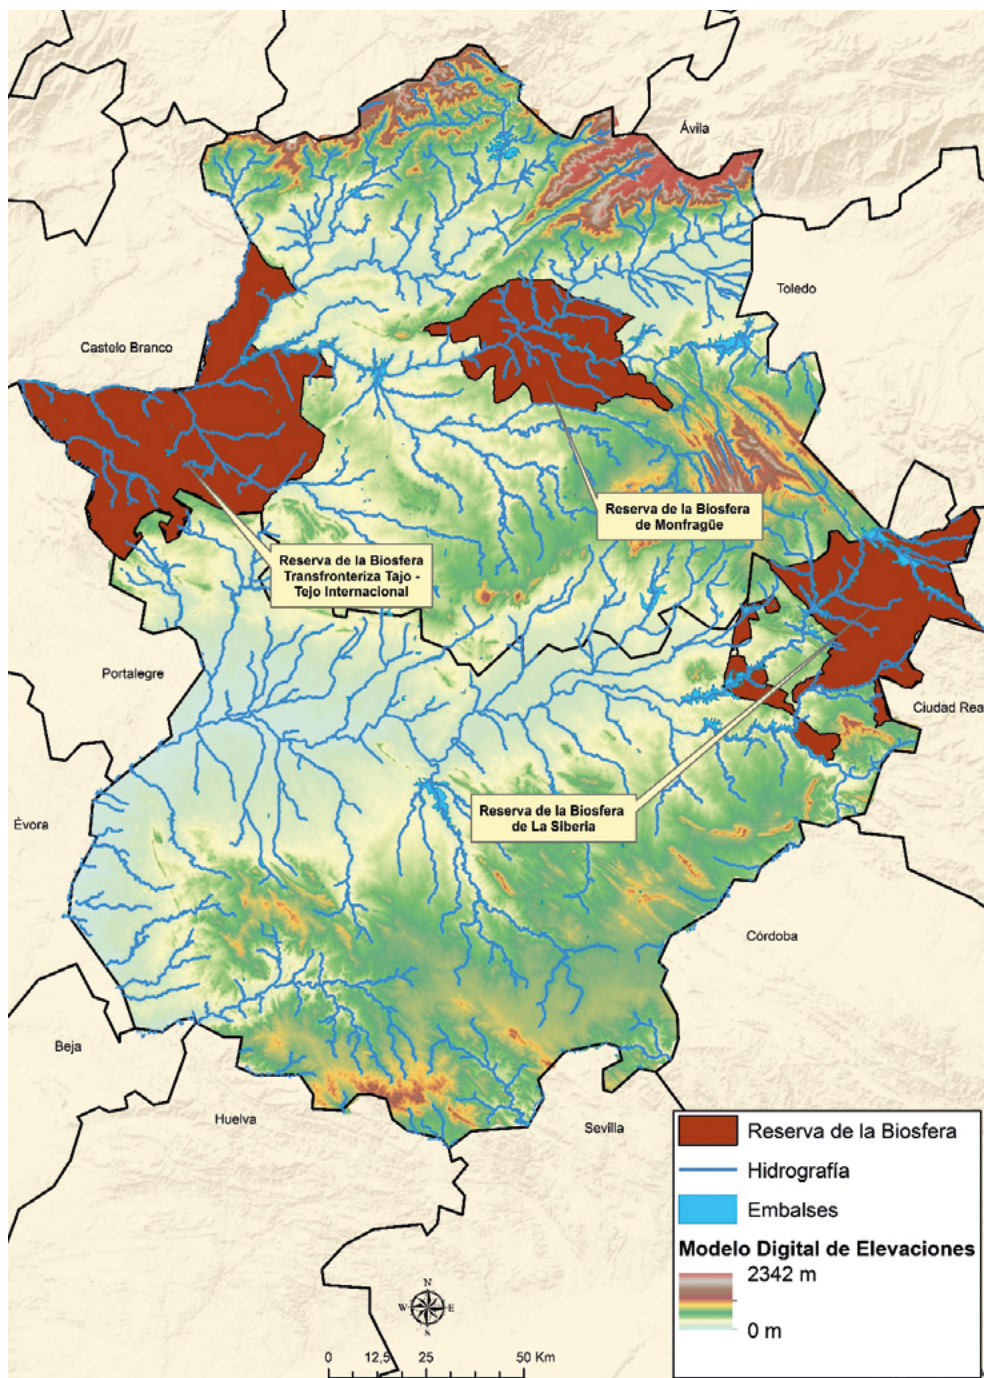 Ávila
Toledo
Castelo Branco
Reserva de la Biosfera
de Monfragüe
Reserva de la Biosfera
Transfronteriza Tajo -
Tejo Internacional
Portalegre
Ciudad Rea
Reserva de la Biosfera
de La Siberia
Évora
Córdoba
Beja
Huelva
Sevilla
Reserva de la Biosfera
Hidrografía
Embalses
Modelo Digital de Elevaciones
2342 m
0 m
N
W
E
S
0 12,5 25 50 Km